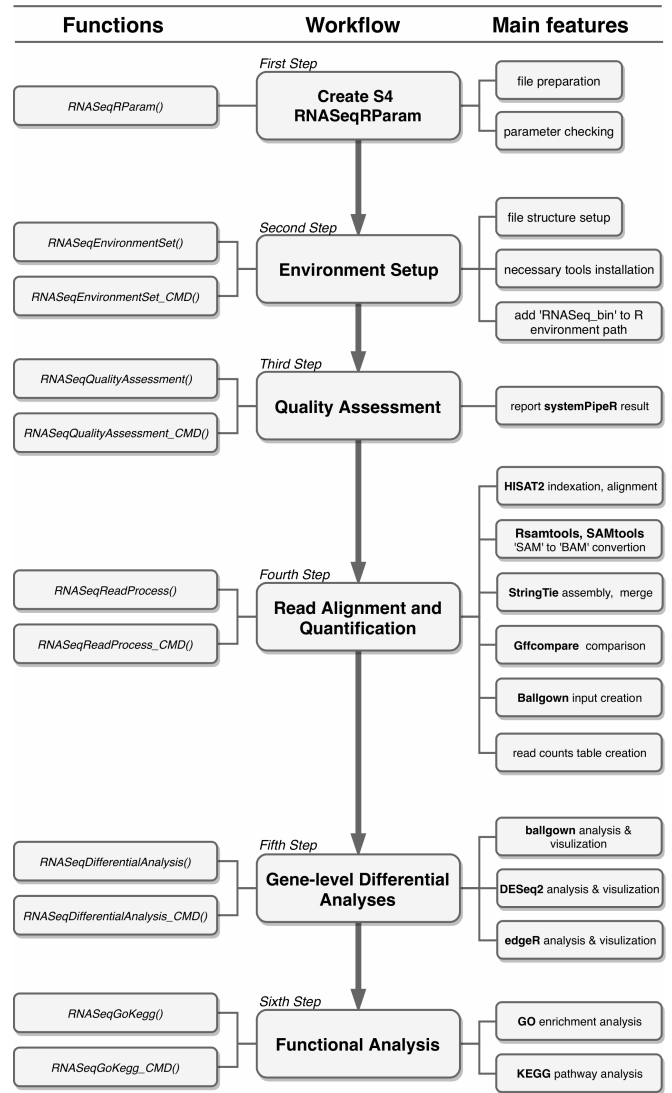 Functions Workflow Main features
First Step
RNASeqRParam()
Create S4
RNASeqRParam
file preparation
parameter checking
Second Step
RNASeqEnvironmentSet()
RNASeqEnvironmentSet_CMD()
Environment Setup
file structure setup
necessary tools installation
add 'RNASeq_bin' to R
environment path
Third Step
RNASeqQualityAssessment()
RNASeqQualityAssessment_CMD()
Quality Assessment
report systemPipeR result
Fourth Step
RNASeqReadProcess()
RNASeqReadProcess_CMD()
Read Alignment and
Quantification
HISAT2 indexation, alignment
Rsamtools, SAMtools
'SAM' to 'BAM' convertion
StringTie assembly, merge
Gffcompare comparison
Ballgown input creation
read counts table creation
Fifth Step
RNASeqDifferentialAnalysis()
RNASeqDifferentialAnalysis_CMD()
Gene-level Differential
Analyses
ballgown analysis &
visulization
DESeq2 analysis & visulization
edgeR analysis & visulization
Sixth Step
RNASeqGoKegg()
RNASeqGoKegg_CMD()
Functional Analysis
GO enrichment analysis
KEGG pathway analysis